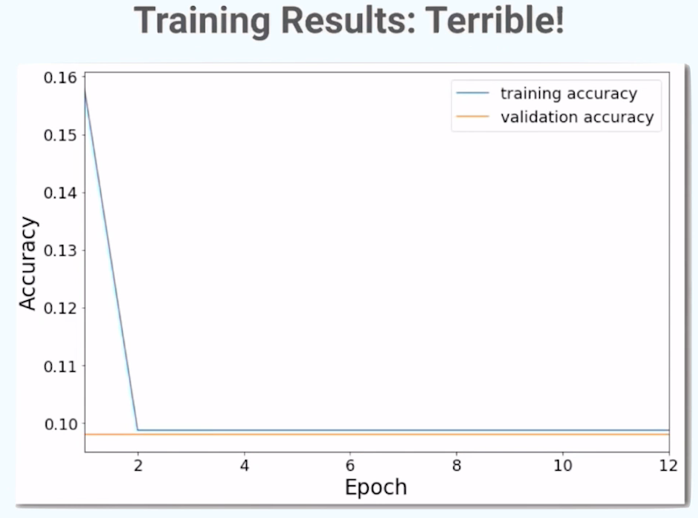 Training Results: Terrible!
0.16
0.15
0.14
0.13
0.12
0.11
0.10
Accuracy
training accuracy
validation accuracy
2 4 6 8 10 12
Epoch